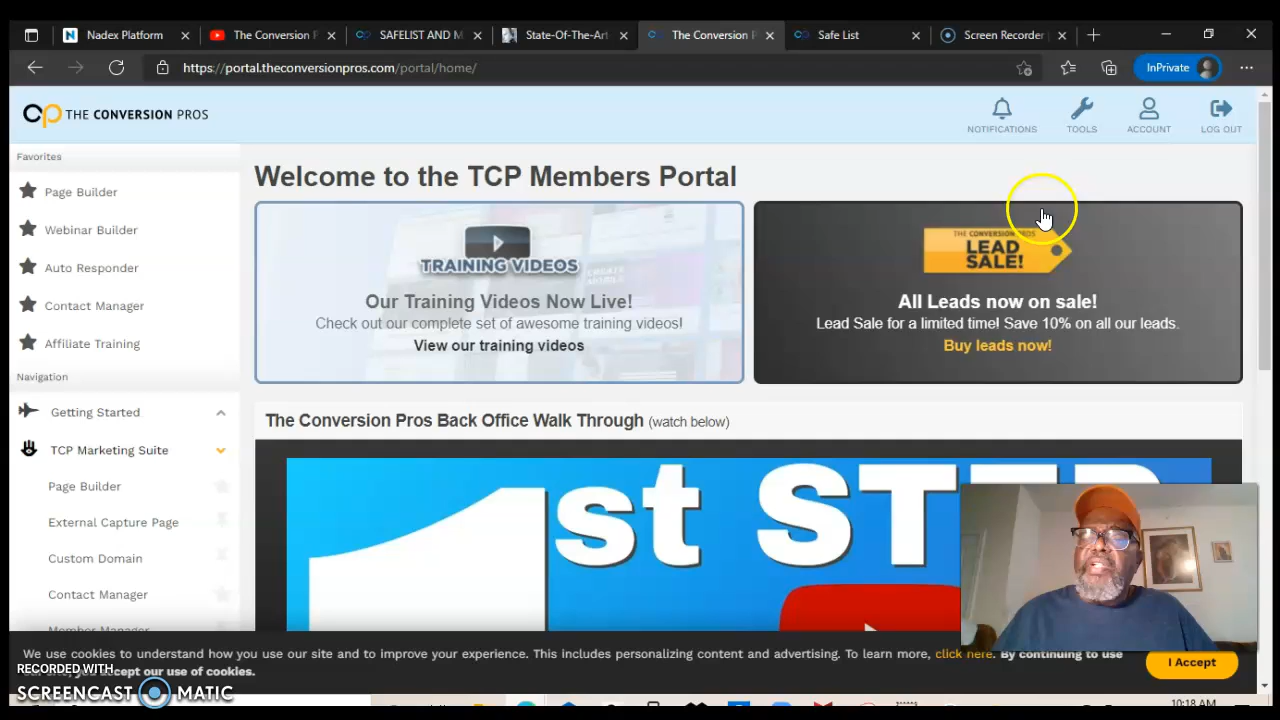 Nadex Platform
The Conversion P
SAFELIST AND M
State-Of-The-Art
The Conversion P
Safe List
Screen Recorder
https://portal.theconversionpros.com/portal/home/
InPrivate
cp THE CONVERSION PROS
NOTIFICATIONS
TOOLS
ACCOUNT
LOG OUT
Favorites
Page Builder
Webinar Builder
Auto Responder
Contact Manager
Affiliate Training
Navigation
Getting Started
TCP Marketing Suite
Page Builder
External Capture Page
Custom Domain
Contact Manager
Member Manager
Welcome to the TCP Members Portal
TRAINING VIDEOS
Our Training Videos Now Live!
Check out our complete set of awesome training videos!
View our training videos
THE CONVERSION PROS
LEAD
SALE!
All Leads now on sale!
Lead Sale for a limited time! Save 10% on all our leads.
Buy leads now!
The Conversion Pros Back Office Walk Through (watch below)
1st STEP
We use cookies to understand how you use our site and to improve your experience. This includes personalizing content and advertising. To learn more, click here. By continuing to use
accept our use of cookies.
I Accept
RECORDED WITH
SCREENCAST MATIC
10:18 AM